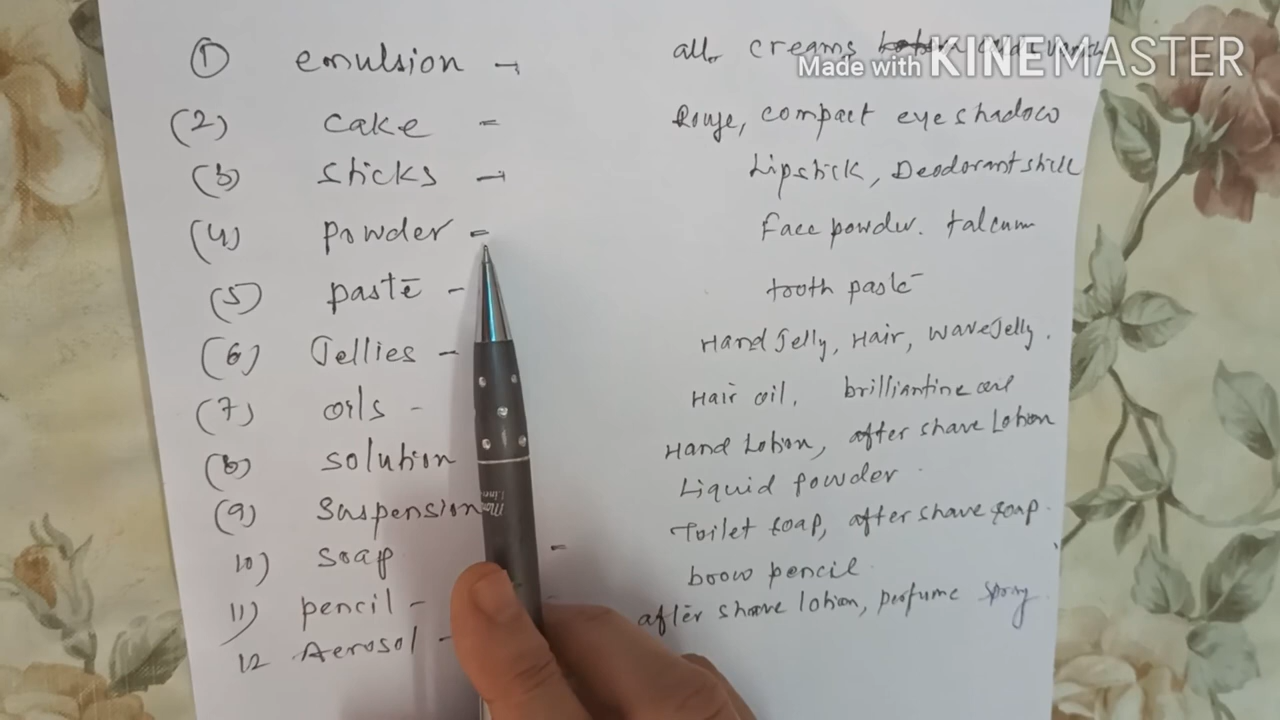 ① emulsion → all creams
Made with KINEMASTER
(2) cake = Rouje, compact eyeshadow
(3) sticks → Lipstick, Deodorant stick
(4) powder = Face powder. talcum
(5) paste - tooth paste
(6) Jellies - Hand Jelly, Hair, Wave Jelly.
(7) oils - Hair oil, brilliantine oil
(8) solution Hand Lotion, after shave Lotion
(9) Suspension Liquid powder
10) soap - Toilet soap, after shave soap.
11) pencil - brow pencil
12 Aerosol - after shave lotion, perfume spray